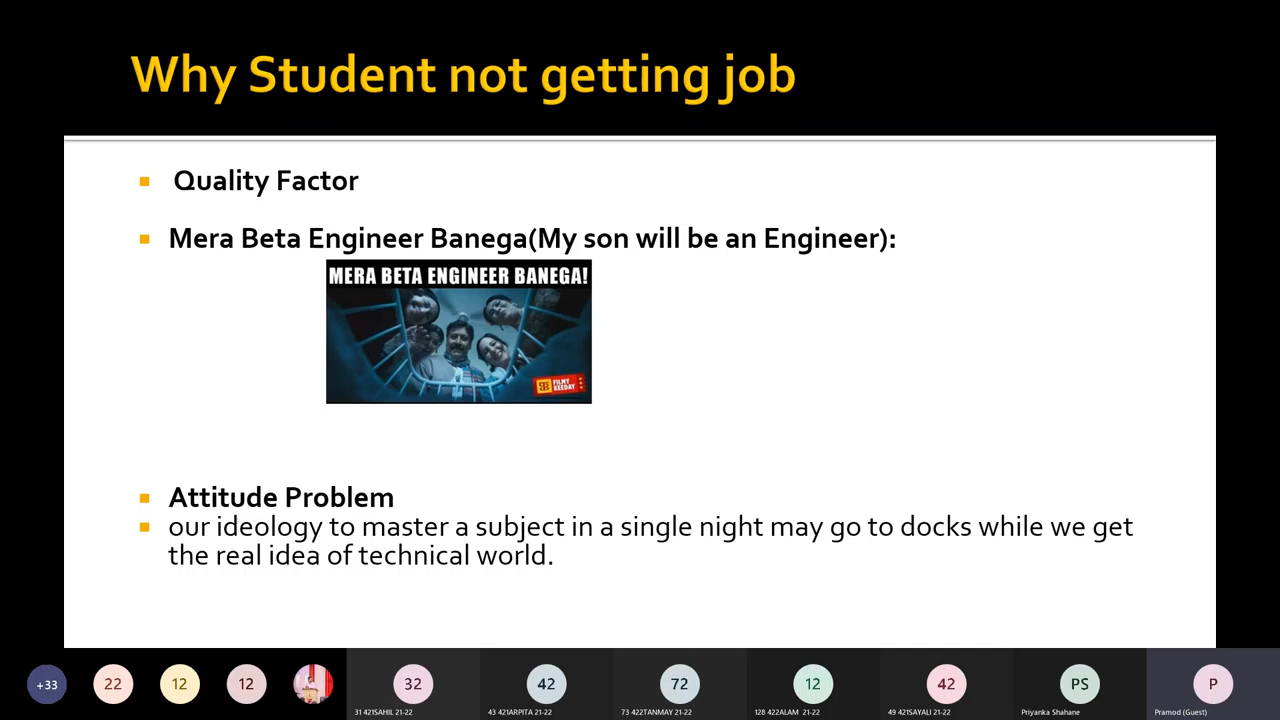 Why Student not getting job
Quality Factor
Mera Beta Engineer Banega(My son will be an Engineer):
MERA BETA ENGINEER BANEGA!
FILMY
KEEDAY
Attitude Problem
our ideology to master a subject in a single night may go to docks while we get
the real idea of technical world.
+33
22
12
12
32
42
72
12
42
PS
P
31 421SAHIL 21-22
43 421ARPITA 21-22
73 422TANMAY 21-22
128 422ALAM 21-22
49 421SAYALI 21-22
Priyanka Shahane
Pramod (Guest)